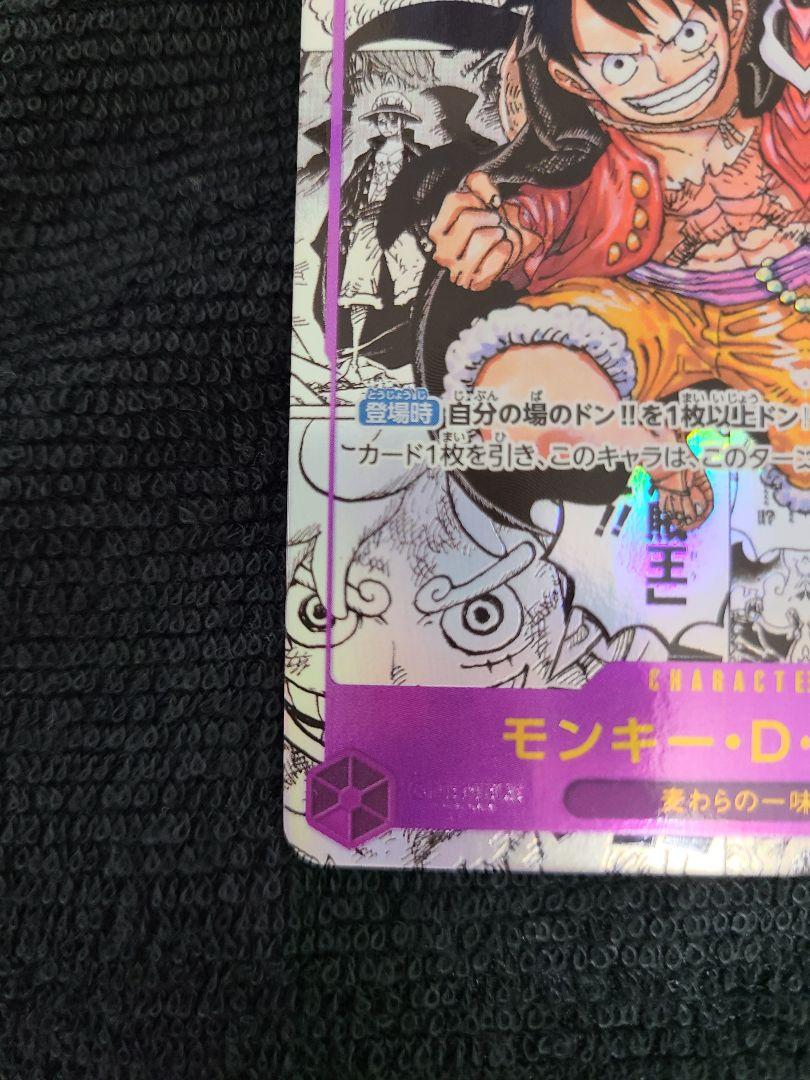 登場時 自分の場のドン!!を1枚以上ドン!
カード1枚を引き、このキャラは、このターン
!?
賊王」
!!
CHARACTE
モンキー・D・
麦わらの一味